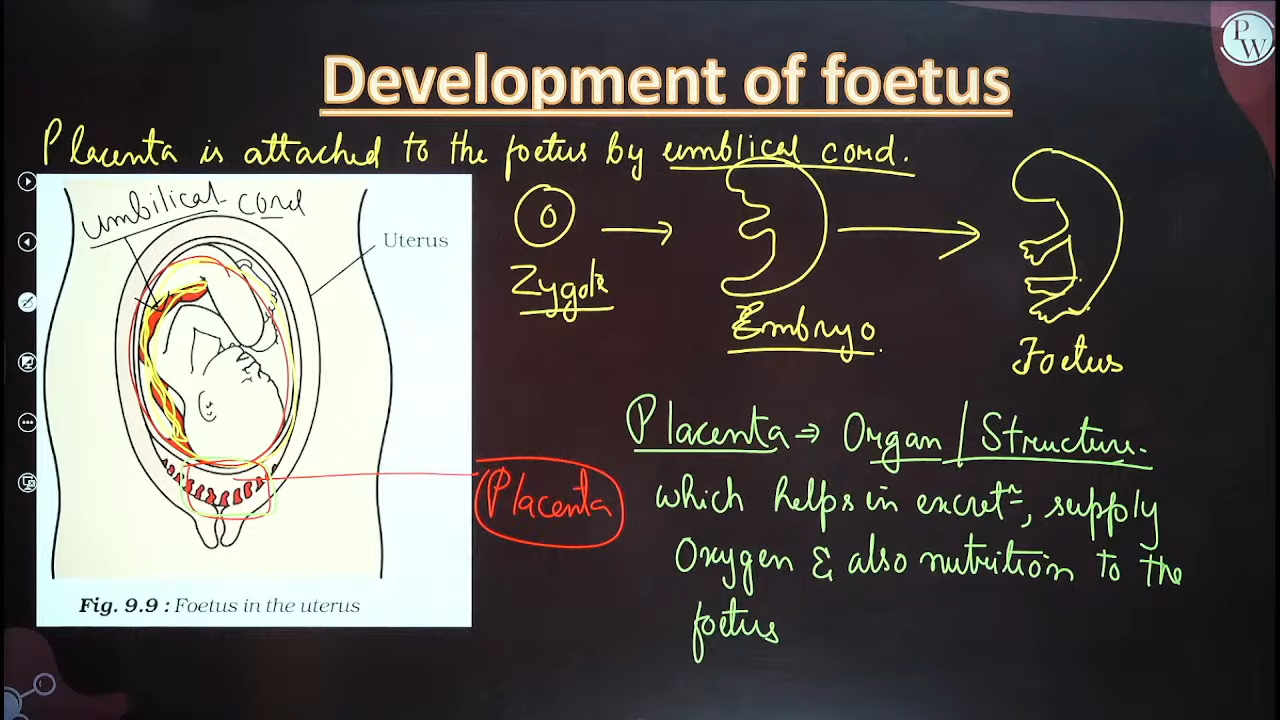 PW
Development of foetus
Placenta is attached to the foetus by umblical cord.
umbilical cord
Uterus
Zygote
Embryo.
Foetus
Placenta ⇒ Organ / Structure.
which helps in excretⁿ, supply
Oxygen & also nutrition to the
foetus
Placenta
Fig. 9.9 : Foetus in the uterus